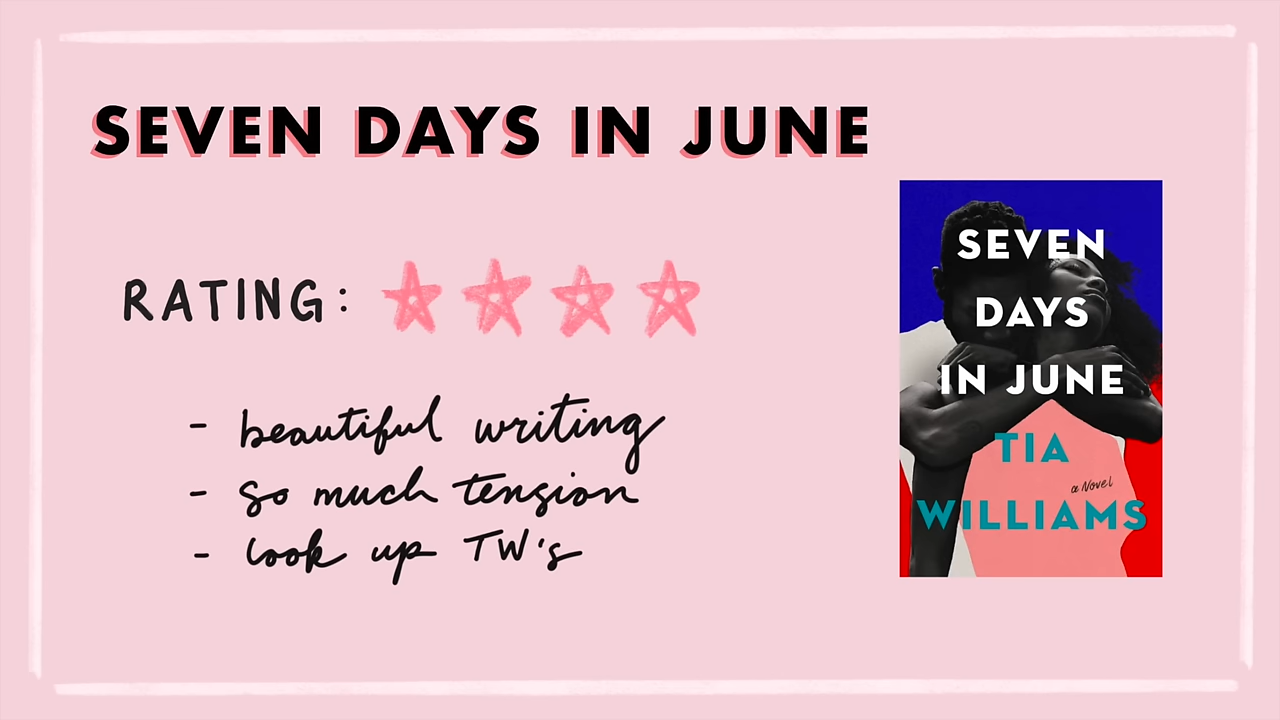 SEVEN DAYS IN JUNE
RATING:
- beautiful writing
- so much tension
- look up TW's
SEVEN
DAYS
IN JUNE
TIA
a Novel
WILLIAMS